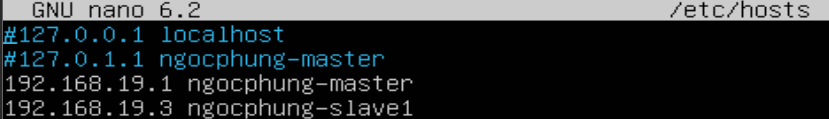 GNU nano 6.2 /etc/hosts
#127.0.0.1 localhost
#127.0.1.1 ngocphung-master
192.168.19.1 ngocphung-master
192.168.19.3 ngocphung-slave1